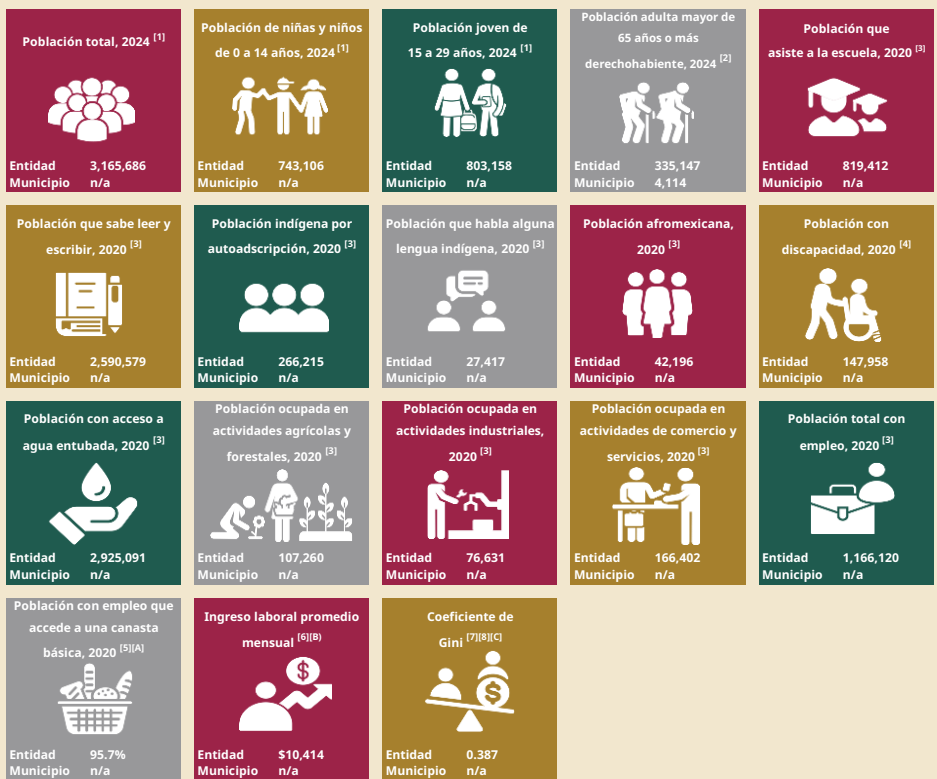 Población total, 2024 [1]
Entidad 3,165,686
Municipio n/a
Población de niñas y niños
de 0 a 14 años, 2024 [1]
Entidad 743,106
Municipio n/a
Población joven de
15 a 29 años, 2024 [1]
Entidad 803,158
Municipio n/a
Población adulta mayor de
65 años o más
derechohabiente, 2024 [2]
Entidad 335,147
Municipio 4,114
Población que
asiste a la escuela, 2020 [3]
Entidad 819,412
Municipio n/a
Población que sabe leer y
escribir, 2020 [3]
Entidad 2,590,579
Municipio n/a
Población indígena por
autoadscripción, 2020 [3]
Entidad 266,215
Municipio n/a
Población que habla alguna
lengua indígena, 2020 [3]
Entidad 27,417
Municipio n/a
Población afromexicana,
2020 [3]
Entidad 42,196
Municipio n/a
Población con
discapacidad, 2020 [4]
Entidad 147,958
Municipio n/a
Población con acceso a
agua entubada, 2020 [3]
Entidad 2,925,091
Municipio n/a
Población ocupada en
actividades agrícolas y
forestales, 2020 [3]
Entidad 107,260
Municipio n/a
Población ocupada en
actividades industriales,
2020 [3]
Entidad 76,631
Municipio n/a
Población ocupada en
actividades de comercio y
servicios, 2020 [3]
Entidad 166,402
Municipio n/a
Población total con
empleo, 2020 [3]
Entidad 1,166,120
Municipio n/a
Población con empleo que
accede a una canasta
básica, 2020 [5][A]
Entidad 95.7%
Municipio n/a
Ingreso laboral promedio
mensual [6][B]
$
Entidad $10,414
Municipio n/a
Coeficiente de
Gini [7][8][C]
$
Entidad 0.387
Municipio n/a